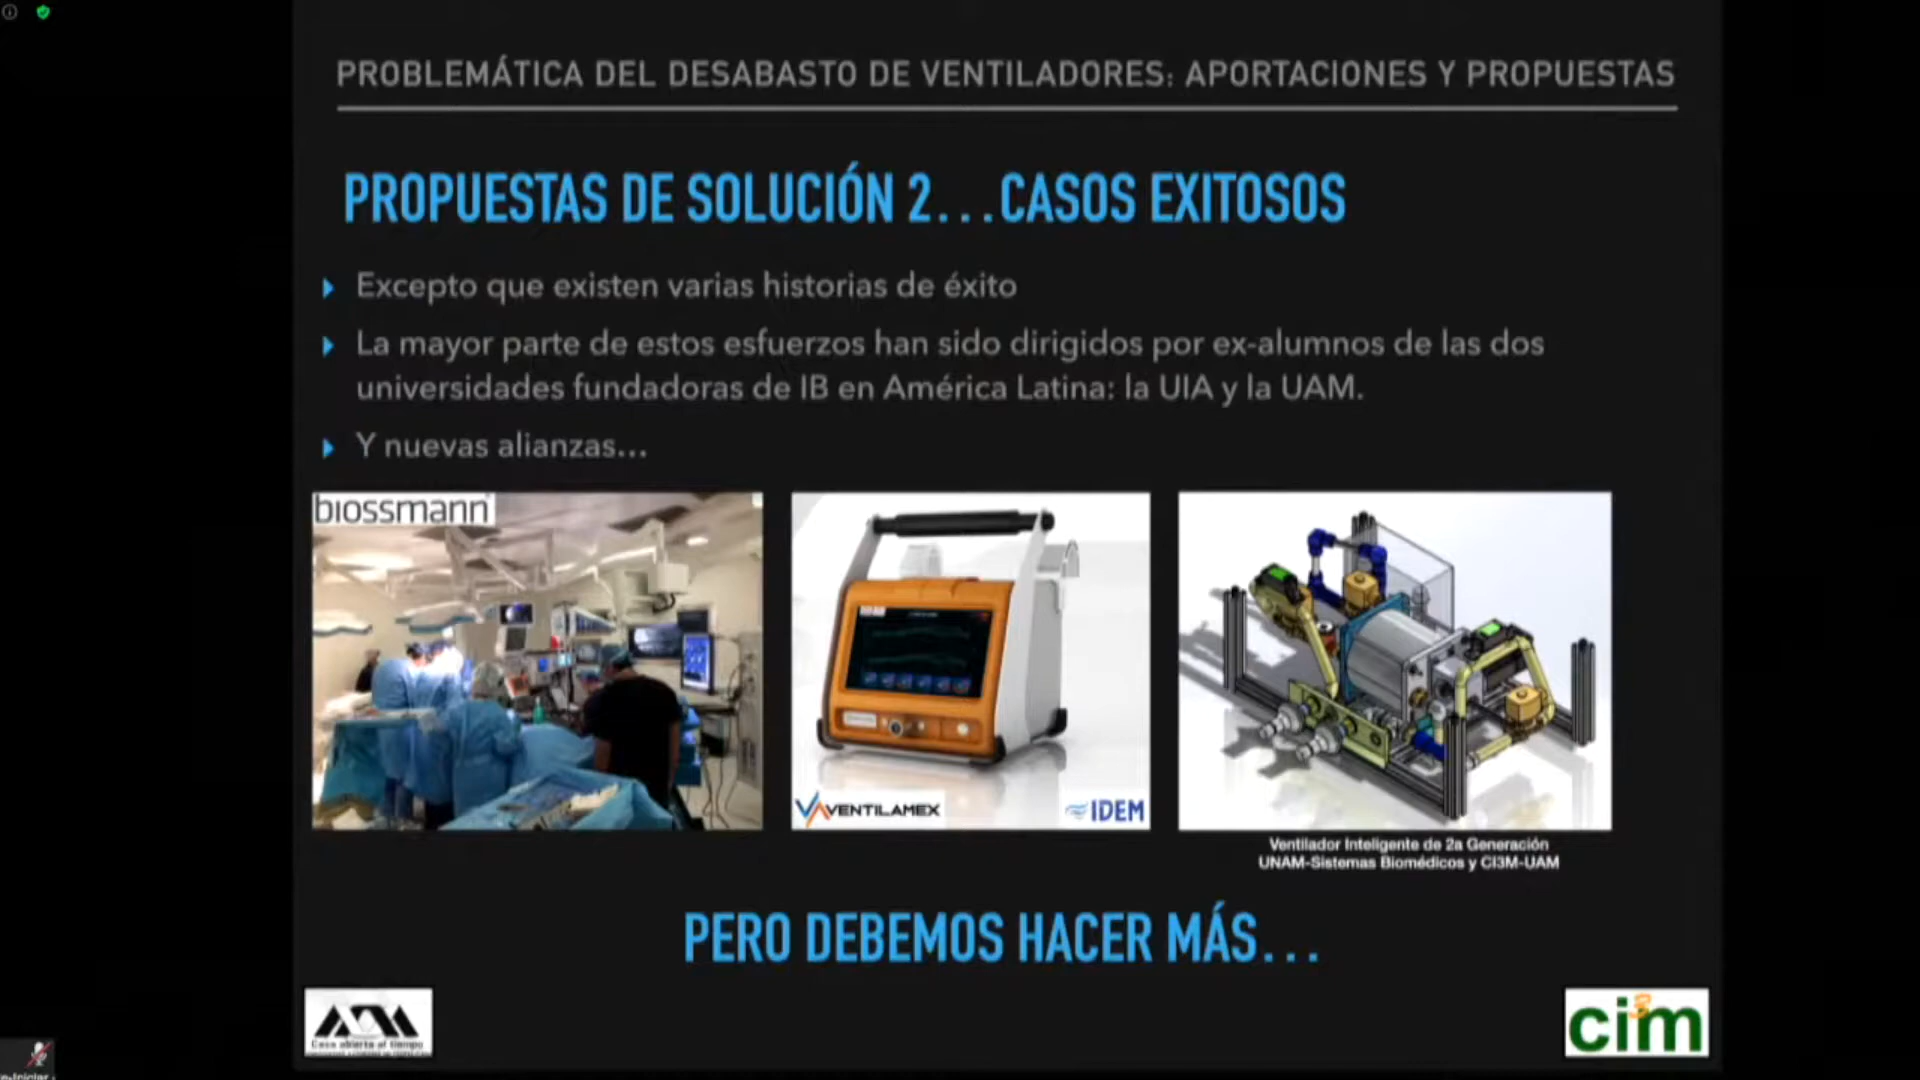 PROBLEMÁTICA DEL DESABASTO DE VENTILADORES: APORTACIONES Y PROPUESTAS
PROPUESTAS DE SOLUCIÓN 2...CASOS EXITOSOS
Excepto que existen varias historias de éxito
La mayor parte de estos esfuerzos han sido dirigidos por ex-alumnos de las dos
universidades fundadoras de IB en América Latina: la UIA y la UAM.
Y nuevas alianzas...
biossmann
VENTILAMEX
IDEM
Ventilador Inteligente de 2a Generación
UNAM-Sistemas Biomédicos y CI3M-UAM
PERO DEBEMOS HACER MÁS...
Casa abierta al tiempo
ci3m